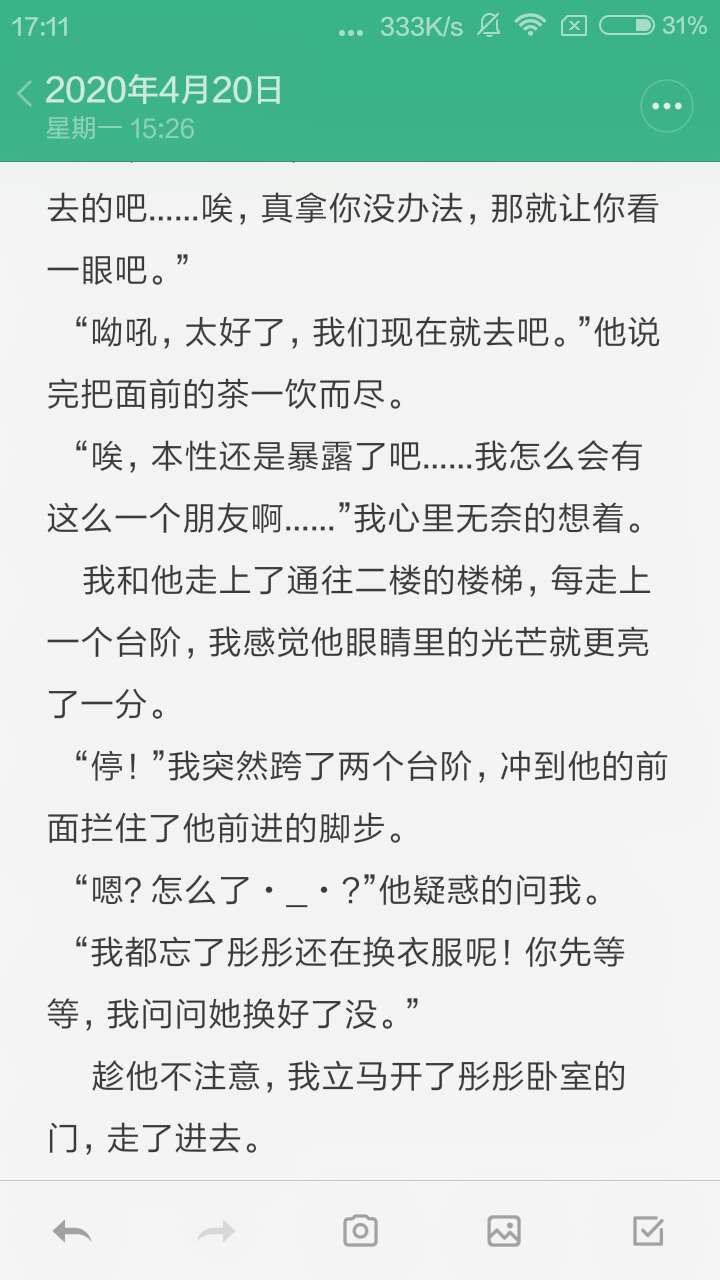 17:11
... 333K/s 31%
2020年4月20日
星期一 15:26
去的吧……唉，真拿你没办法，那就让你看
一眼吧。”
“呦吼，太好了，我们现在就去吧。”他说
完把面前的茶一饮而尽。
“唉，本性还是暴露了吧……我怎么会有
这么一个朋友啊……”我心里无奈的想着。
我和他走上了通往二楼的楼梯，每走上
一个台阶，我感觉他眼睛里的光芒就更亮
了一分。
“停！”我突然跨了两个台阶，冲到他的前
面拦住了他前进的脚步。
“嗯？怎么了・_・?”他疑惑的问我。
“我都忘了彤彤还在换衣服呢！你先等
等，我问问她换好了没。”
趁他不注意，我立马开了彤彤卧室的
门，走了进去。